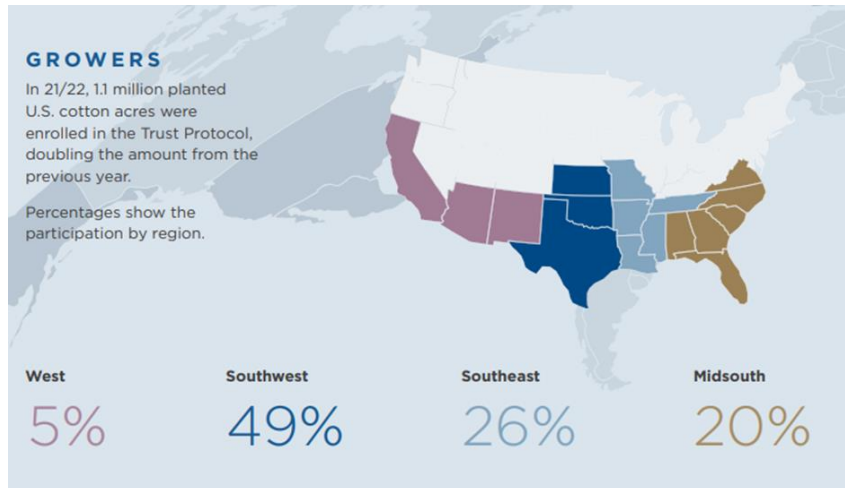 GROWERS
In 21/22, 1.1 million planted
U.S. cotton acres were
enrolled in the Trust Protocol,
doubling the amount from the
previous year.
Percentages show the
participation by region.
West
5%
Southwest
49%
Southeast
26%
Midsouth
20%